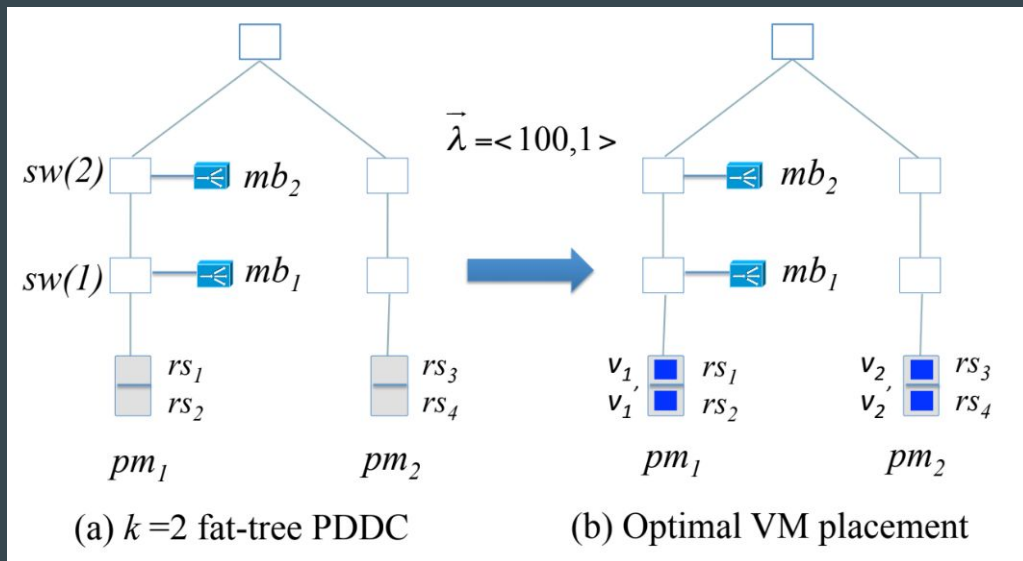 λ⃗ =< 100,1 >
sw(2)
mb₂
sw(1)
mb₁
rs₁
rs₂
rs₃
rs₄
pm₁
pm₂
(a) k =2 fat-tree PDDC
mb₂
mb₁
v₁
rs₁
v₁'
rs₂
v₂
rs₃
v₂'
rs₄
pm₁
pm₂
(b) Optimal VM placement